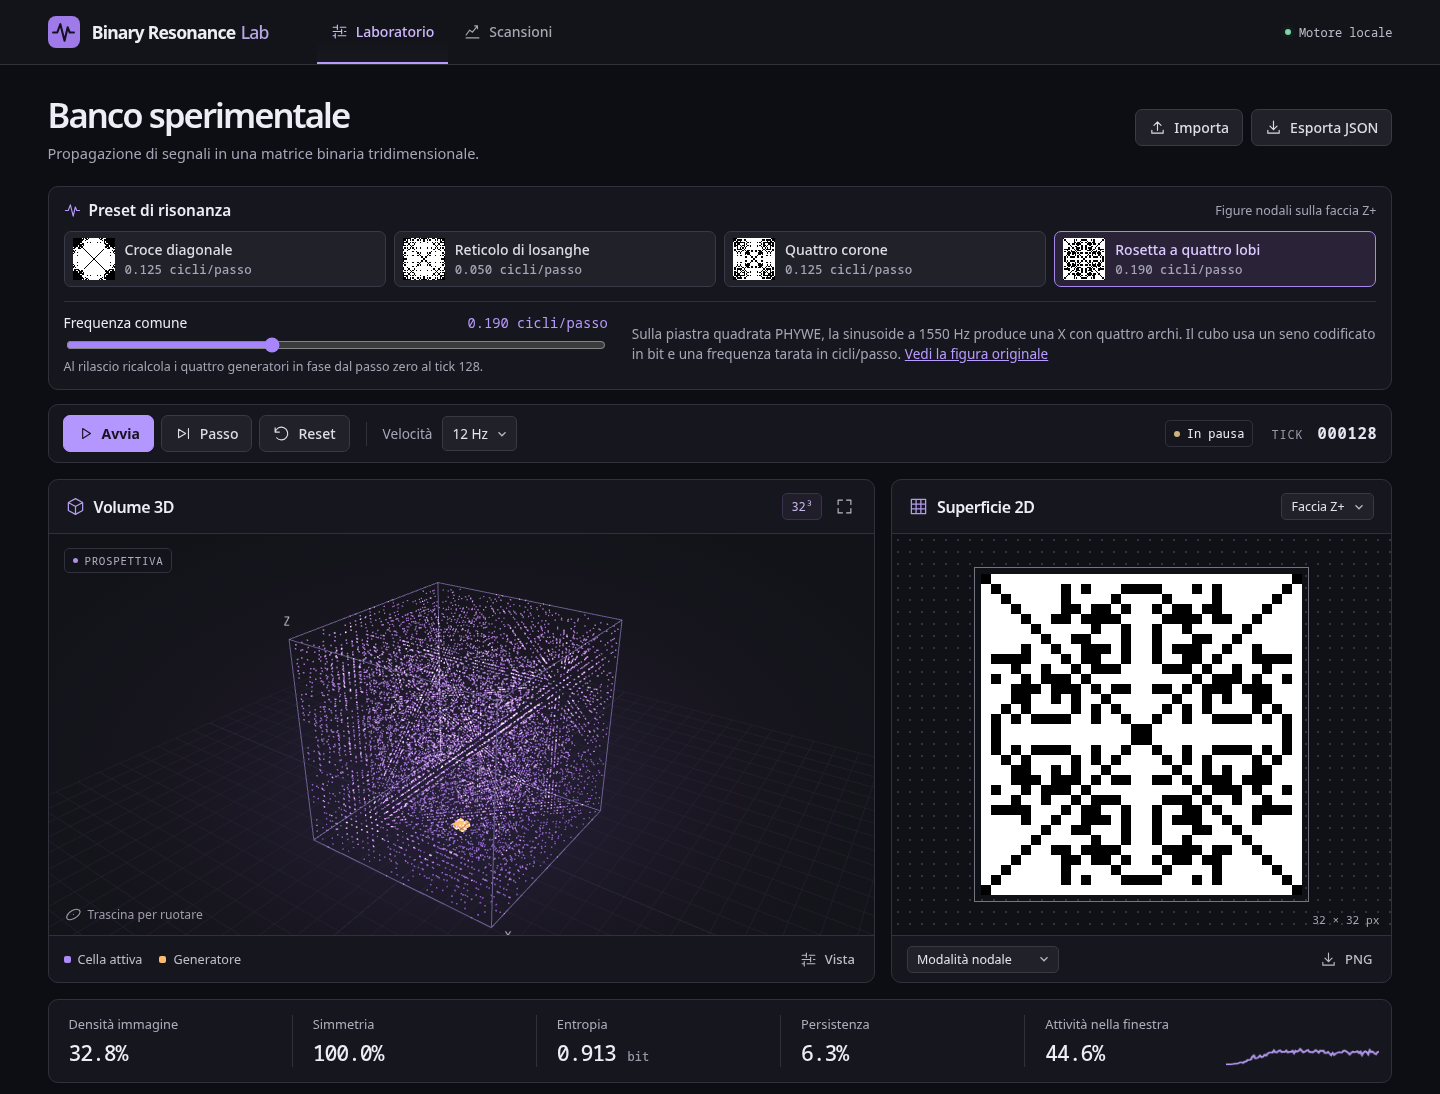 Binary Resonance Lab
Laboratorio
Scansioni
Motore locale
Banco sperimentale
Propagazione di segnali in una matrice binaria tridimensionale.
Importa
Esporta JSON
Preset di risonanza
Figure nodali sulla faccia Z+
Croce diagonale
0.125 cicli/passo
Reticolo di losanghe
0.050 cicli/passo
Quattro corone
0.125 cicli/passo
Rosetta a quattro lobi
0.190 cicli/passo
Frequenza comune
0.190 cicli/passo
Al rilascio ricalcola i quattro generatori in fase dal passo zero al tick 128.
Sulla piastra quadrata PHYWE, la sinusoide a 1550 Hz produce una X con quattro archi. Il cubo usa un seno codificato
in bit e una frequenza tarata in cicli/passo. Vedi la figura originale
Avvia
Passo
Reset
Velocità
12 Hz
In pausa
TICK
000128
Volume 3D
32³
PROSPETTIVA
Z
Trascina per ruotare
Cella attiva
Generatore
Vista
Superficie 2D
Faccia Z+
32 × 32 px
Modalità nodale
PNG
Densità immagine
32.8%
Simmetria
100.0%
Entropia
0.913 bit
Persistenza
6.3%
Attività nella finestra
44.6%